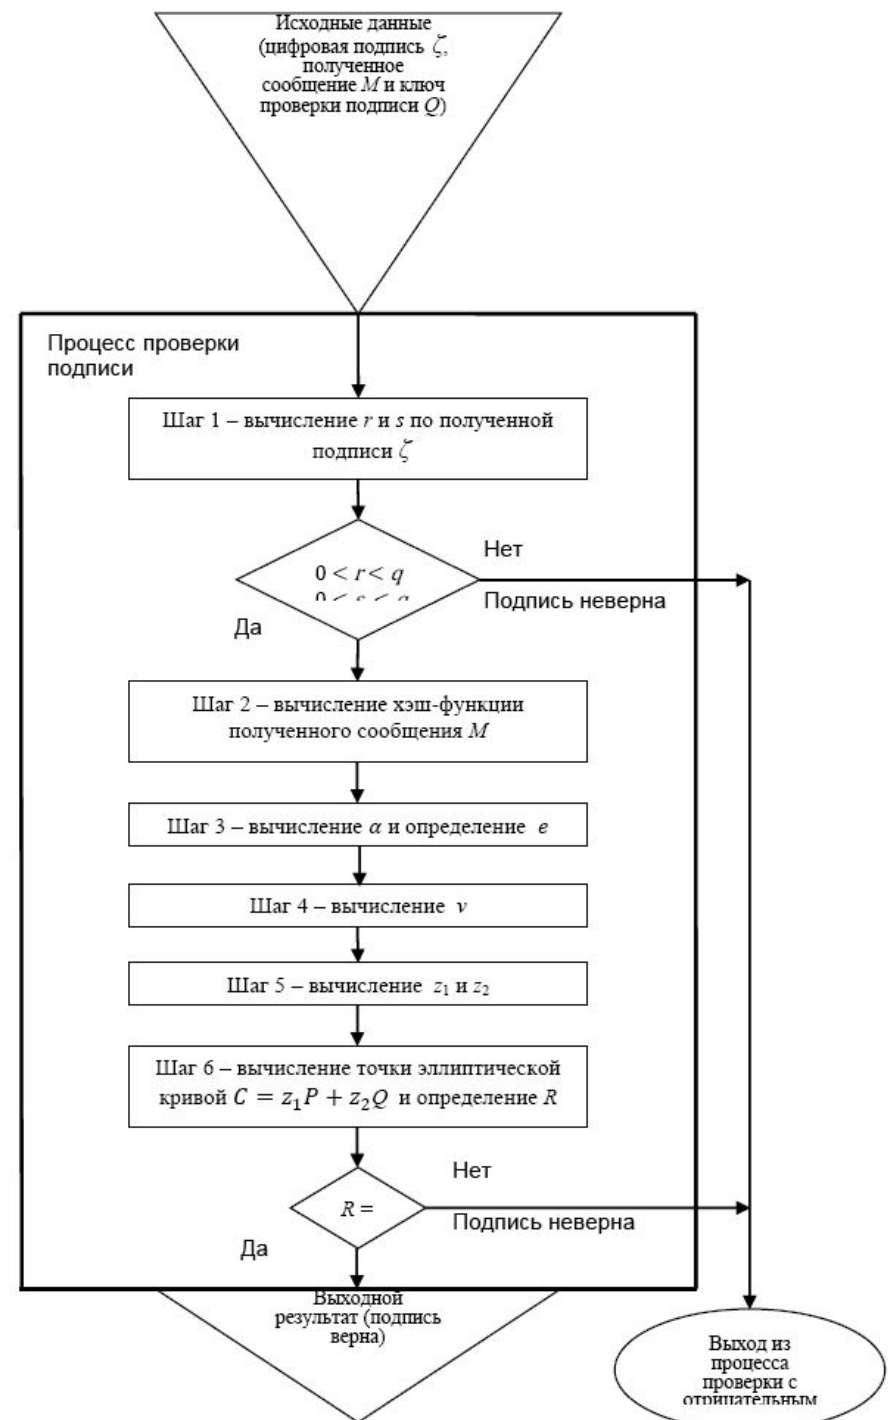 Исходные данные
(цифровая подпись ζ,
полученное
сообщение M и ключ
проверки подписи Q)
Процесс проверки
подписи
Шаг 1 – вычисление r и s по полученной
подписи ζ
0 < r < q
0 < s < q
Нет
Подпись неверна
Да
Шаг 2 – вычисление хэш-функции
полученного сообщения M
Шаг 3 – вычисление α и определение e
Шаг 4 – вычисление v
Шаг 5 – вычисление z₁ и z₂
Шаг 6 – вычисление точки эллиптической
кривой C = z₁P + z₂Q и определение R
Нет
R =
Подпись неверна
Да
Выходной
результат (подпись
верна)
Выход из
процесса
проверки с
отрицательным